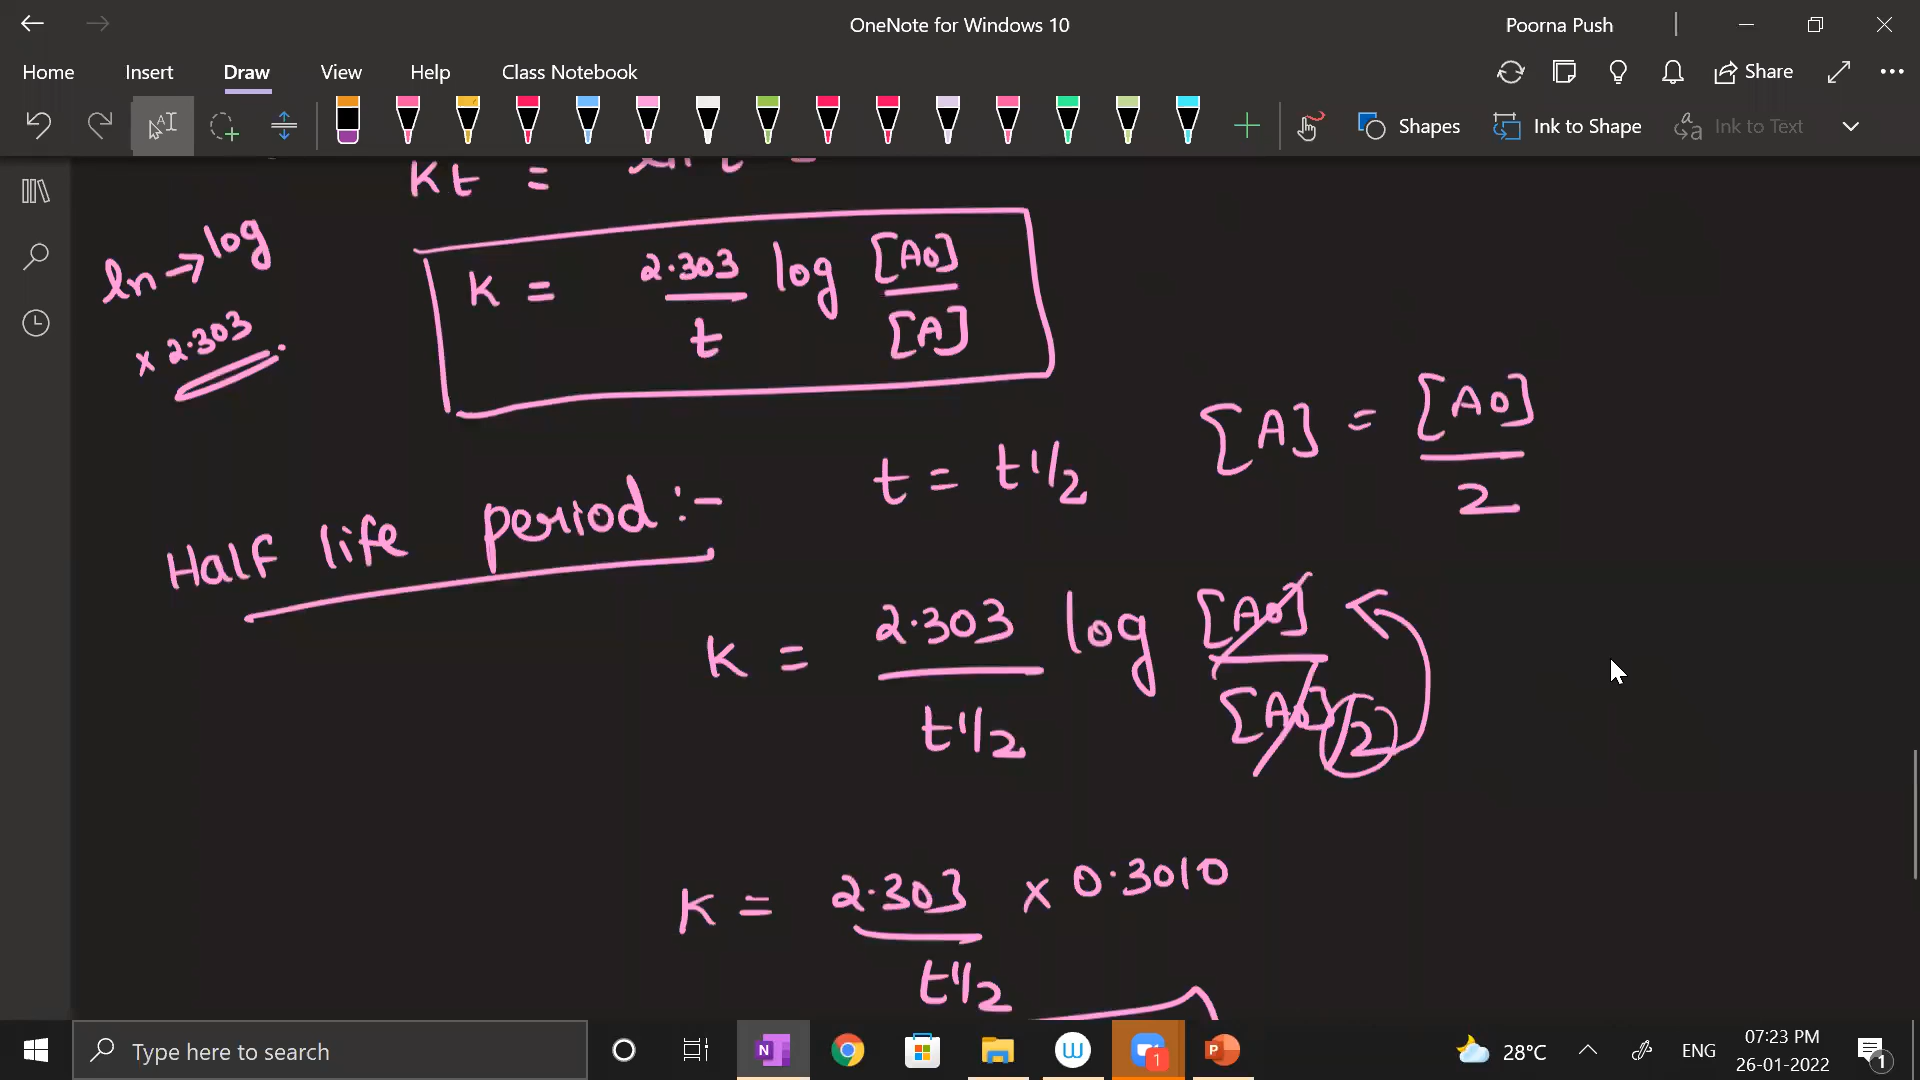 OneNote for Windows 10
Poorna Push
Home Insert Draw View Help Class Notebook
Share
Shapes Ink to Shape Ink to Text
Kt =
ln → log
× 2.303
K = 2.303 / t log [A0] / [A]
t = t1/2
[A] = [A0] / 2
Half life period :-
K = 2.303 / t1/2 log [A0] / [A0]/2
K = 2.303 / t1/2 × 0.3010
Type here to search
N
W
1
P
28°C
ENG
07:23 PM
26-01-2022
1